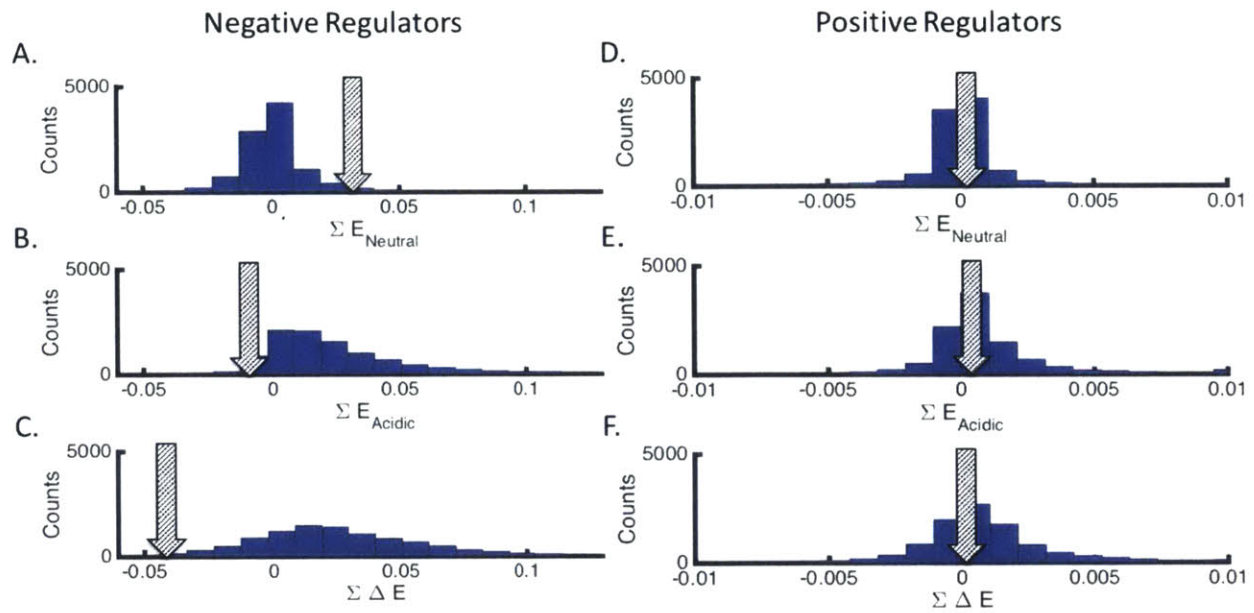 Negative Regulators
Positive Regulators
A.
5000
Counts
0
-0.05
0
0.05
0.1
Σ E Neutral
B.
5000
Counts
0
-0.05
0
0.05
0.1
Σ E Acidic
C.
5000
Counts
0
-0.05
0
0.05
0.1
Σ Δ E
D.
5000
Counts
0
-0.01
-0.005
0
0.005
0.01
Σ E Neutral
E.
5000
Counts
0
-0.01
-0.005
0
0.005
0.01
Σ E Acidic
F.
5000
Counts
0
-0.01
-0.005
0
0.005
0.01
Σ Δ E